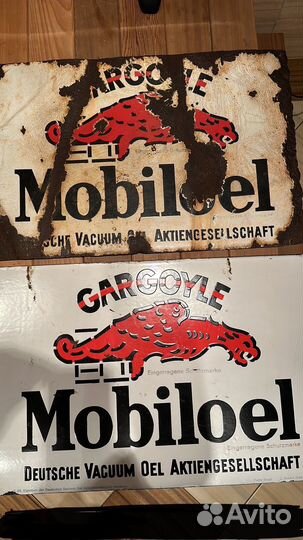 GARGOYLE
Mobiloel
DEUTSCHE VACUUM OEL AKTIENGESELLSCHAFT
GARGOYLE
Eingetragene Schutzmarke
Mobiloel
Eingetragene Schutzmarke
DEUTSCHE VACUUM OEL AKTIENGESELLSCHAFT
Avito